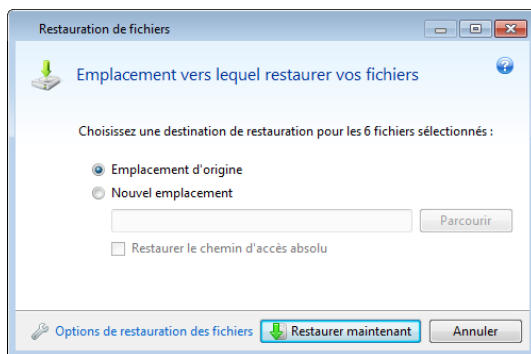 Restauration de fichiers
Emplacement vers lequel restaurer vos fichiers
Choisissez une destination de restauration pour les 6 fichiers sélectionnés :
Emplacement d'origine
Nouvel emplacement
Parcourir
Restaurer le chemin d'accès absolu
Options de restauration des fichiers Restaurer maintenant Annuler